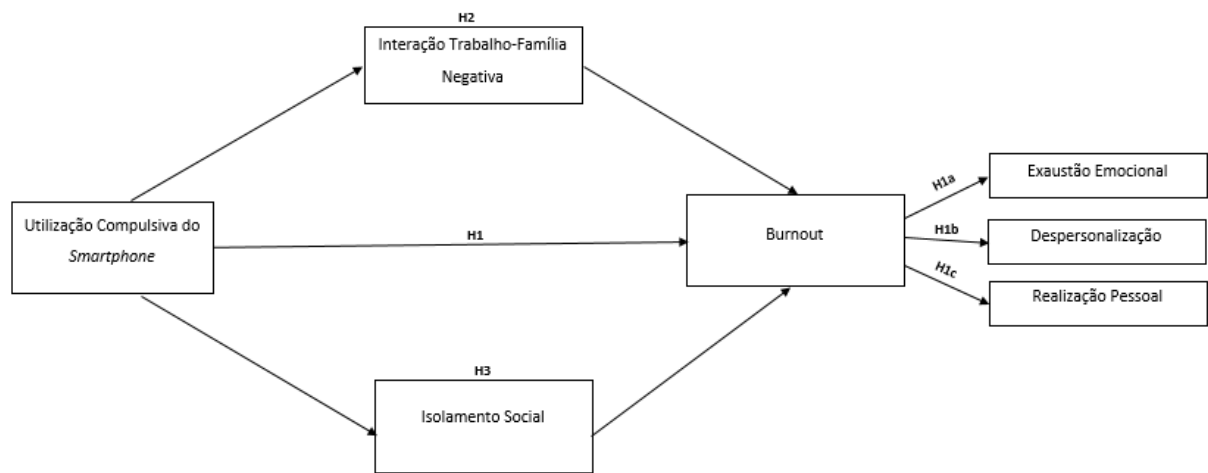 H2
Interação Trabalho-Família
Negativa
Utilização Compulsiva do
Smartphone
H1
Burnout
H1a
Exaustão Emocional
H1b
Despersonalização
H1c
Realização Pessoal
H3
Isolamento Social